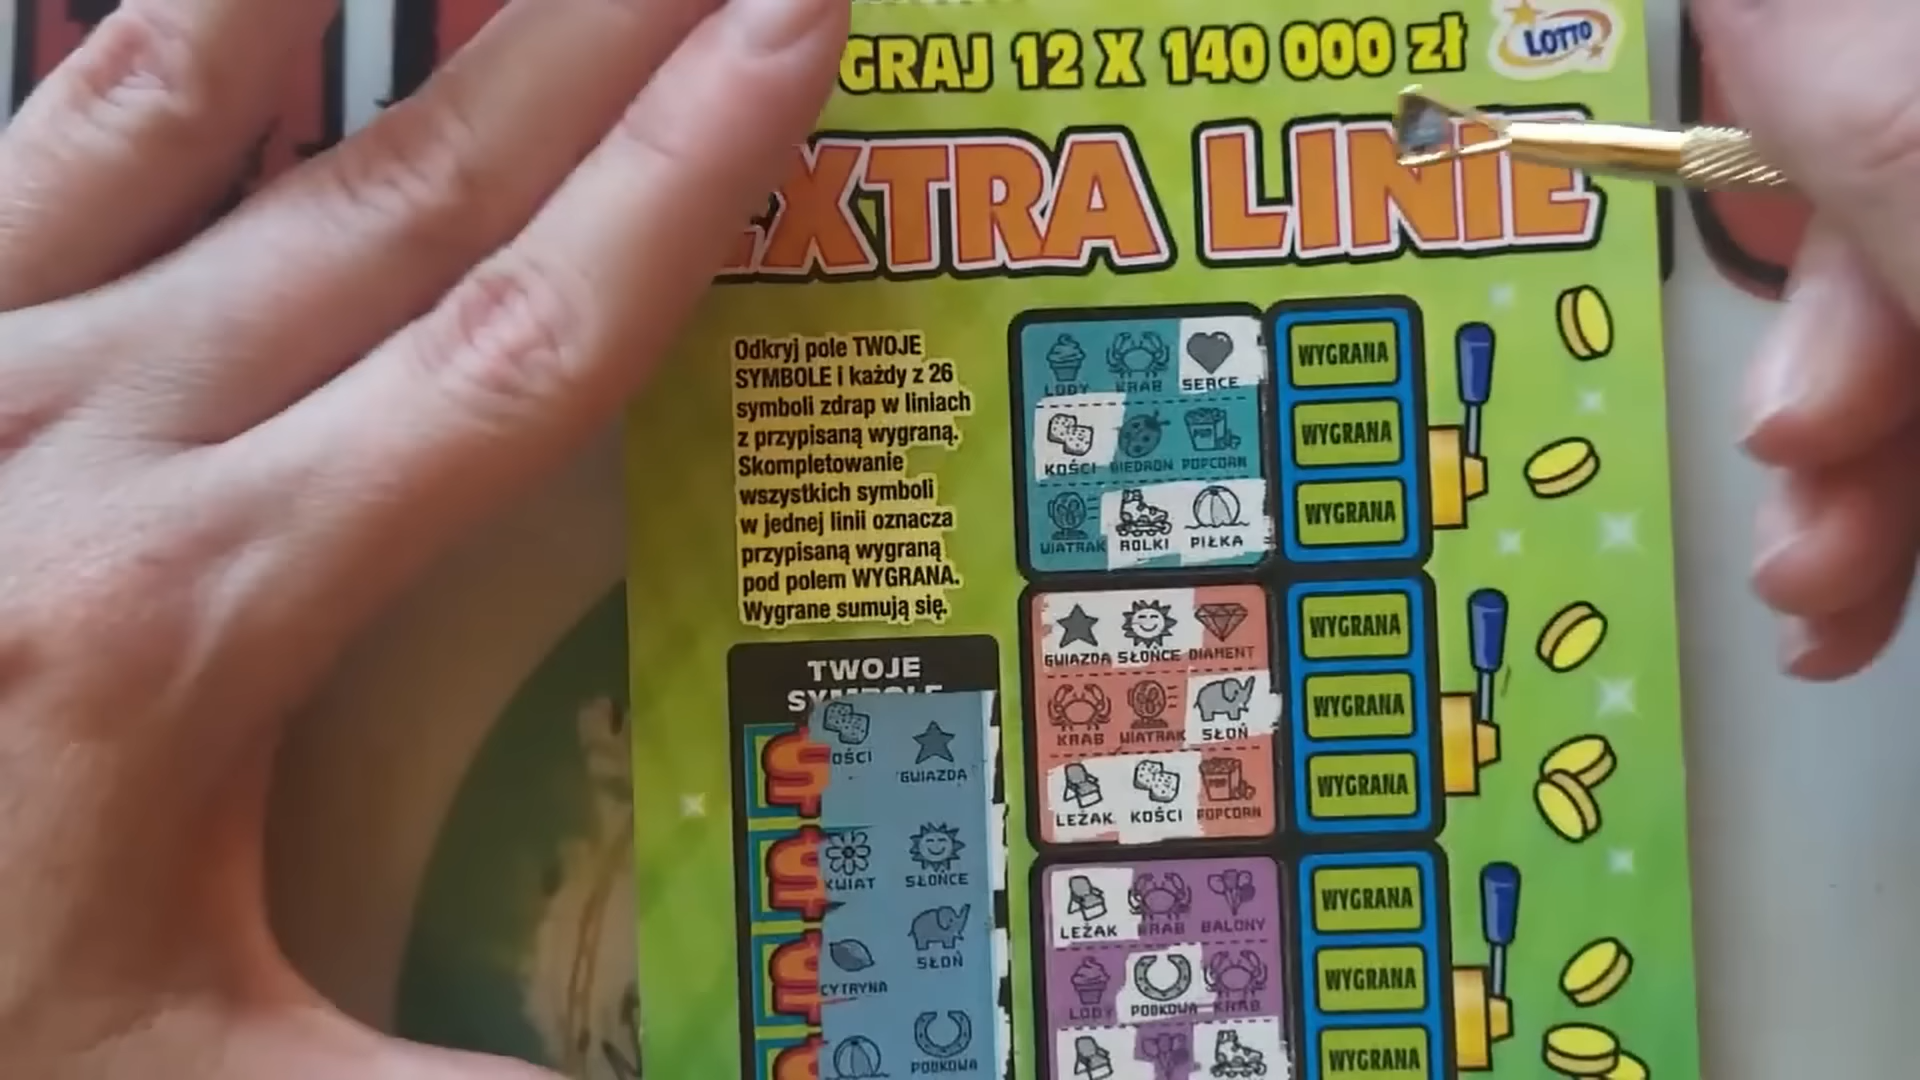 GRAJ 12 X 140 000 zł
LOTTO
EXTRA LINIE
Odkryj pole TWOJE
SYMBOLE i każdy z 26
symboli zdrap w liniach
z przypisaną wygraną.
Skompletowanie
wszystkich symboli
w jednej linii oznacza
przypisaną wygraną
pod polem WYGRANA.
Wygrane sumują się.
TWOJE
SYMBOLE
OŚCI GWIAZDA
KWIAT SŁOŃCE
CYTRYNA SŁOŃ
PODKOWA
LODY KRAB SERCE
WYGRANA
KOŚCI BIEDRON POPCORN
WYGRANA
WIATRAK ROLKI PIŁKA
WYGRANA
GWIAZDA SŁOŃCE DIAMENT
WYGRANA
KRAB WIATRAK SŁOŃ
WYGRANA
LEŻAK KOŚCI POPCORN
WYGRANA
LEŻAK KRAB BALONY
WYGRANA
LODY PODKOWA KRAB
WYGRANA
WYGRANA